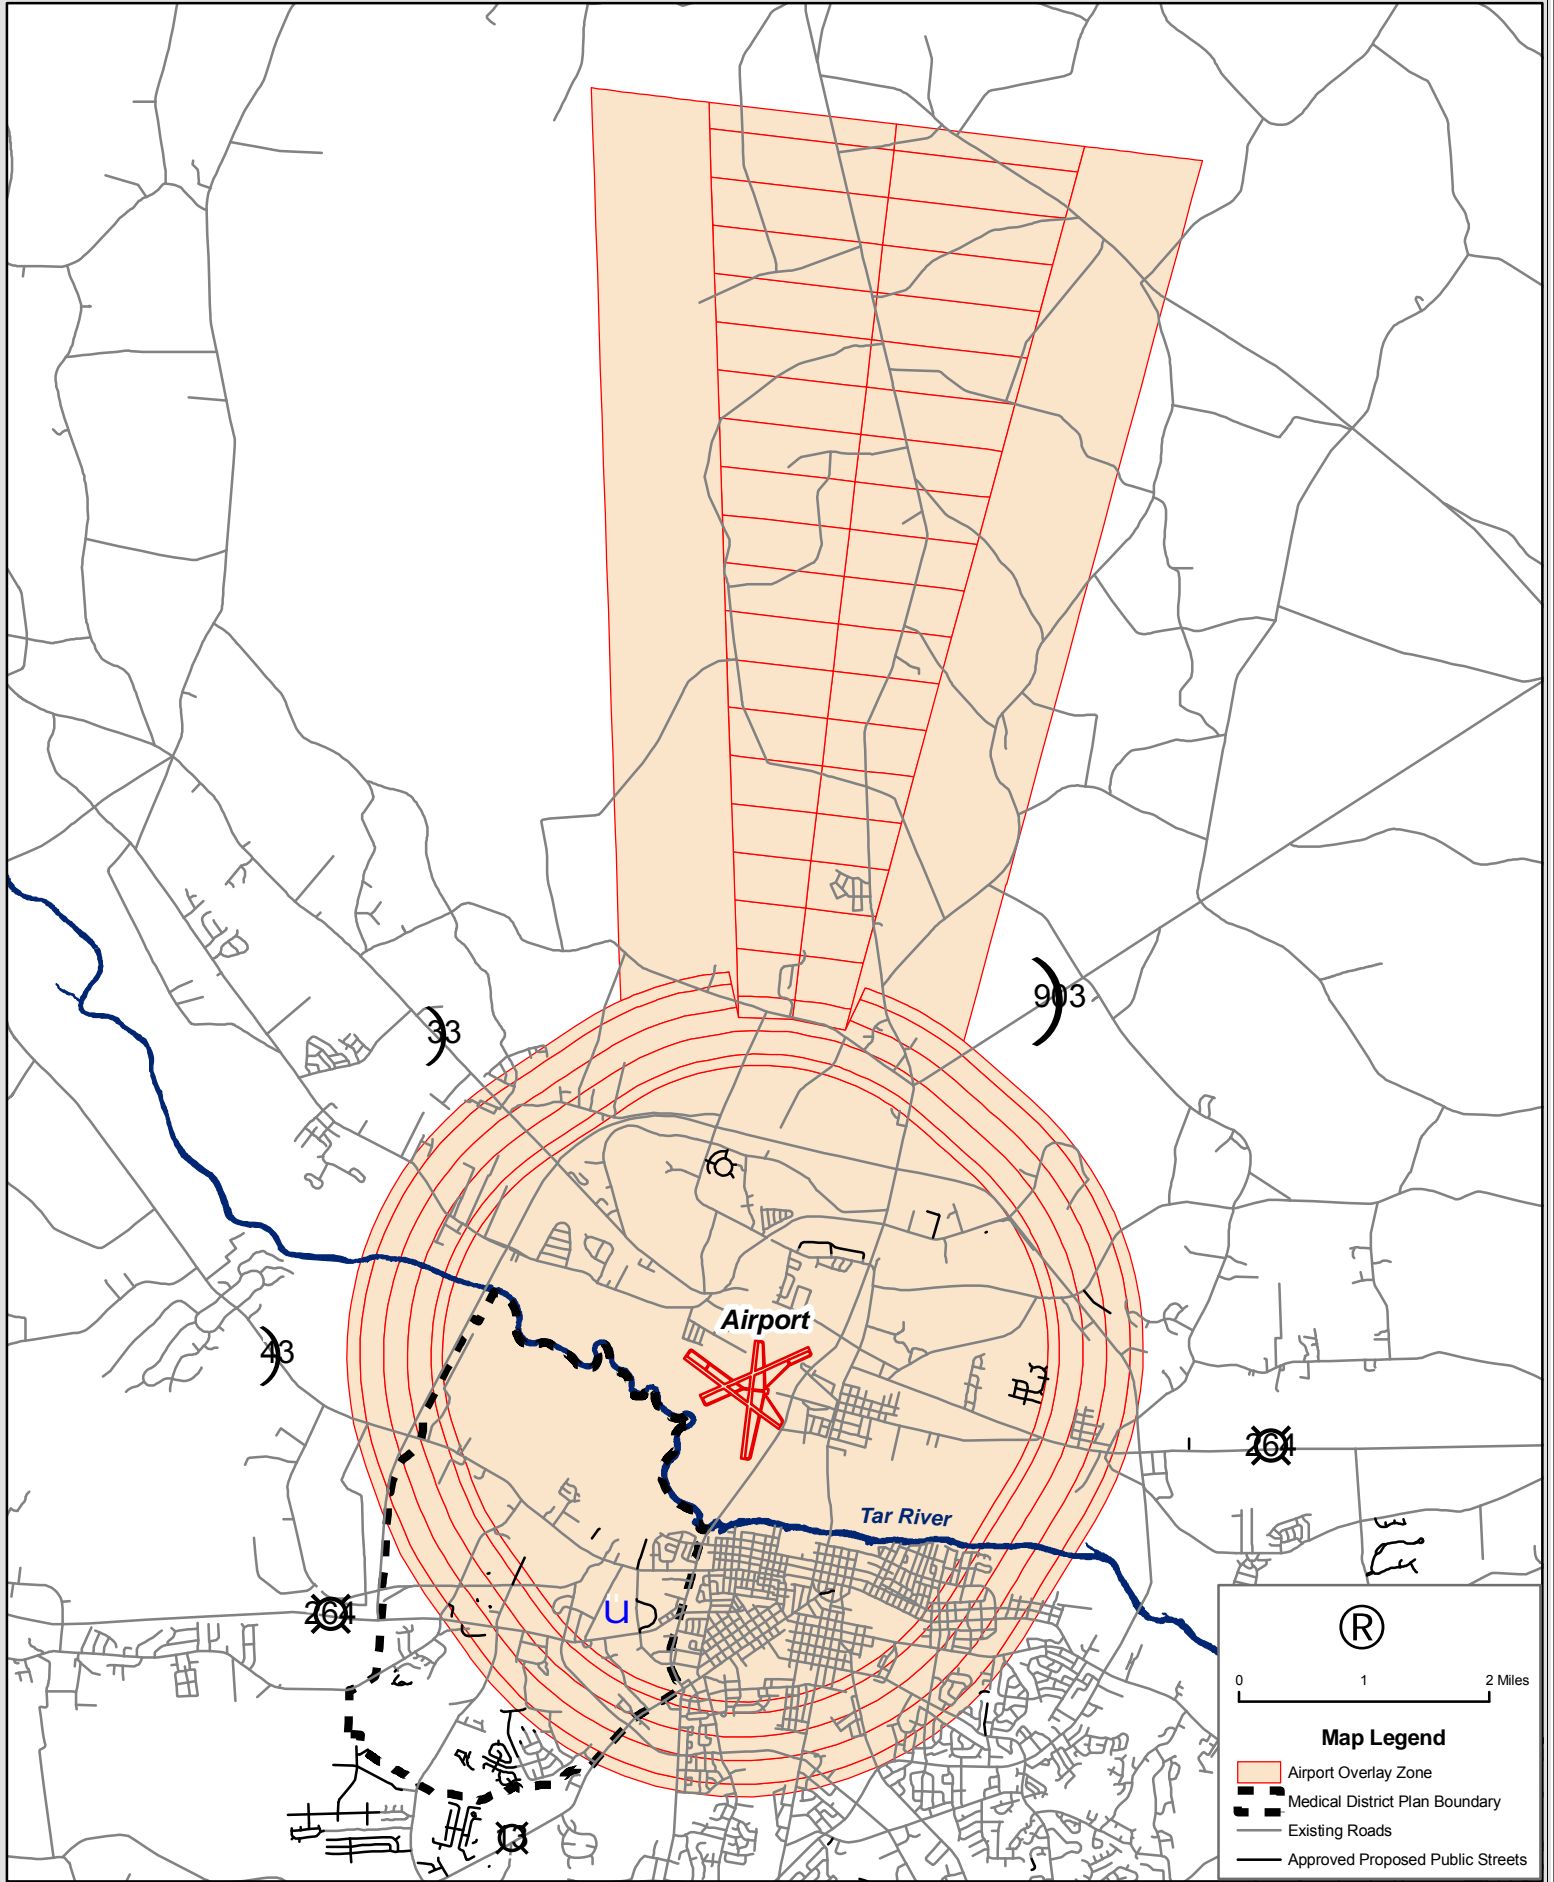 903
33
Airport
43
264
Tar River
264
u
13
®
0 1 2 Miles
Map Legend
Airport Overlay Zone
Medical District Plan Boundary
Existing Roads
Approved Proposed Public Streets